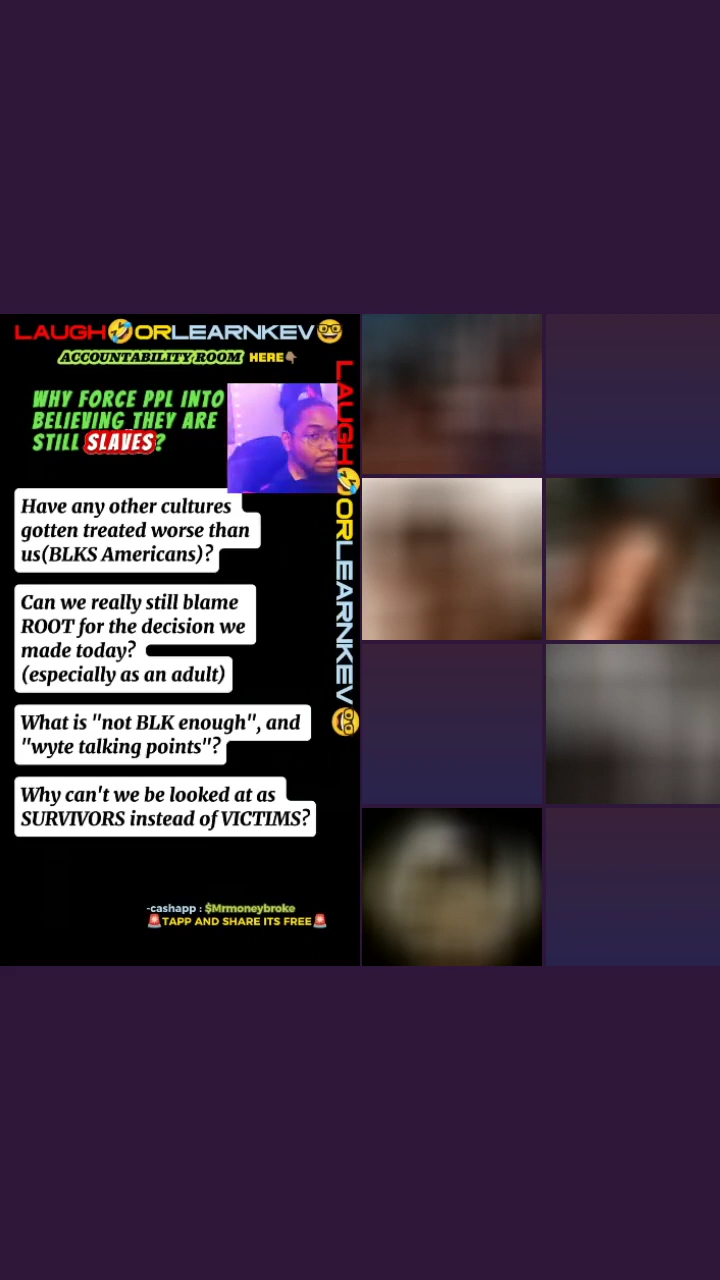 LAUGH🤣ORLEARNKEV🤓
ACCOUNTABILITY ROOM HERE👇🏽
WHY FORCE PPL INTO
BELIEVING THEY ARE
STILL SLAVES?
LAUGH🤣ORLEARNKEV🤓
Have any other cultures
gotten treated worse than
us(BLKS Americans)?
Can we really still blame
ROOT for the decision we
made today?
(especially as an adult)
What is "not BLK enough", and
"wyte talking points"?
Why can't we be looked at as
SURVIVORS instead of VICTIMS?
-cashapp : $Mrmoneybroke
🚨TAPP AND SHARE ITS FREE🚨